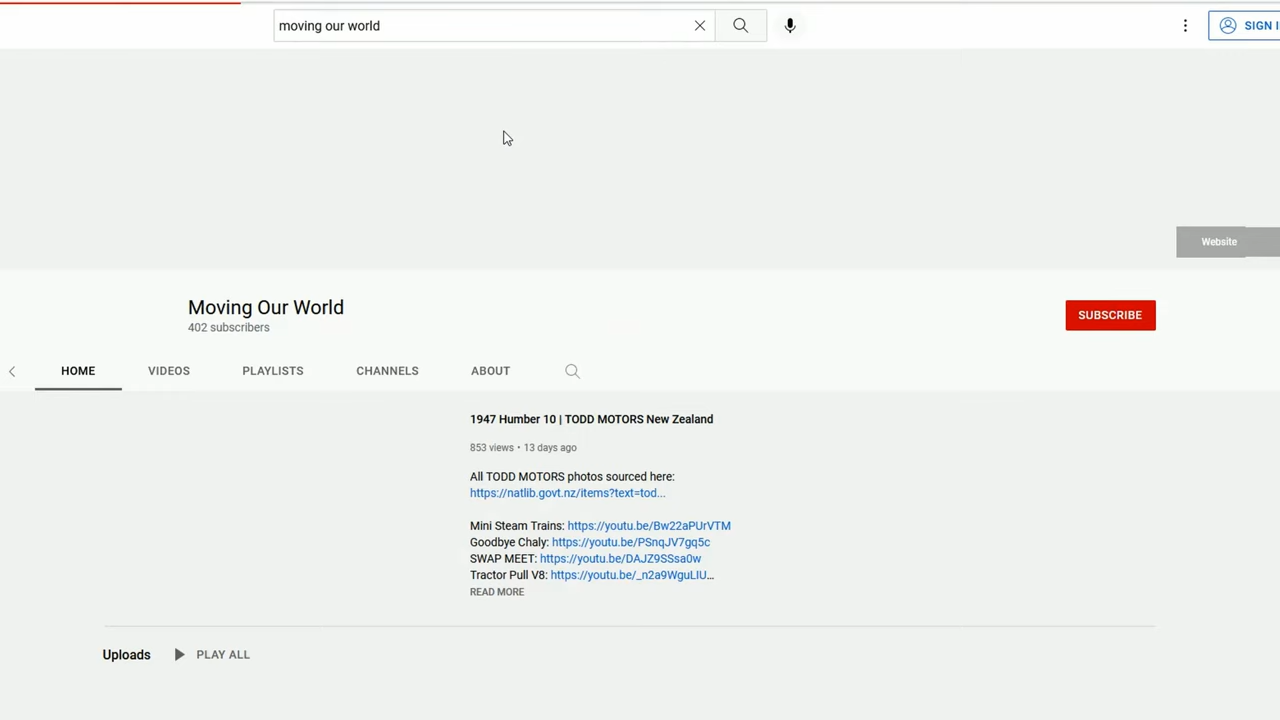 moving our world
SIGN I
Website
Moving Our World
402 subscribers
SUBSCRIBE
HOME VIDEOS PLAYLISTS CHANNELS ABOUT
1947 Humber 10 | TODD MOTORS New Zealand
853 views • 13 days ago
All TODD MOTORS photos sourced here:
https://natlib.govt.nz/items?text=tod...
Mini Steam Trains: https://youtu.be/Bw22aPUrVTM
Goodbye Chaly: https://youtu.be/PSnqJV7gq5c
SWAP MEET: https://youtu.be/DAJZ9SSsa0w
Tractor Pull V8: https://youtu.be/_n2a9WguLIU...
READ MORE
Uploads PLAY ALL